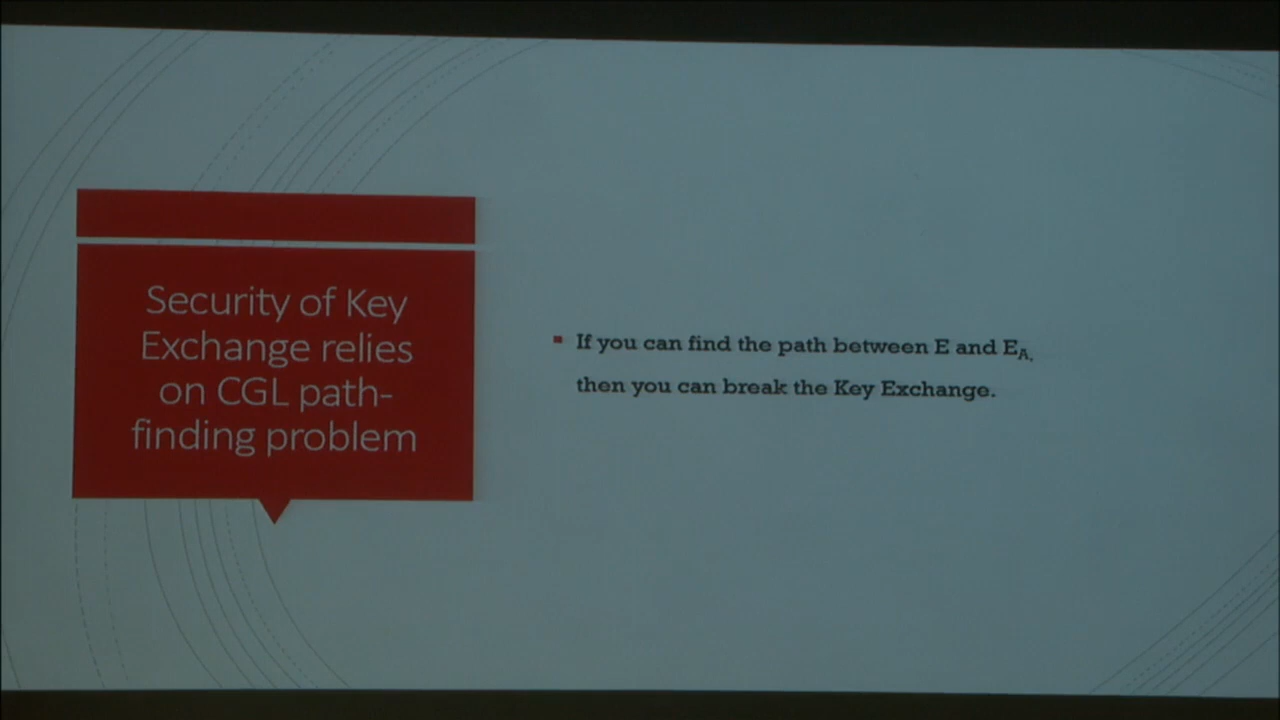 Security of Key
Exchange relies
on CGL path-
finding problem
If you can find the path between E and E_A,
then you can break the Key Exchange.